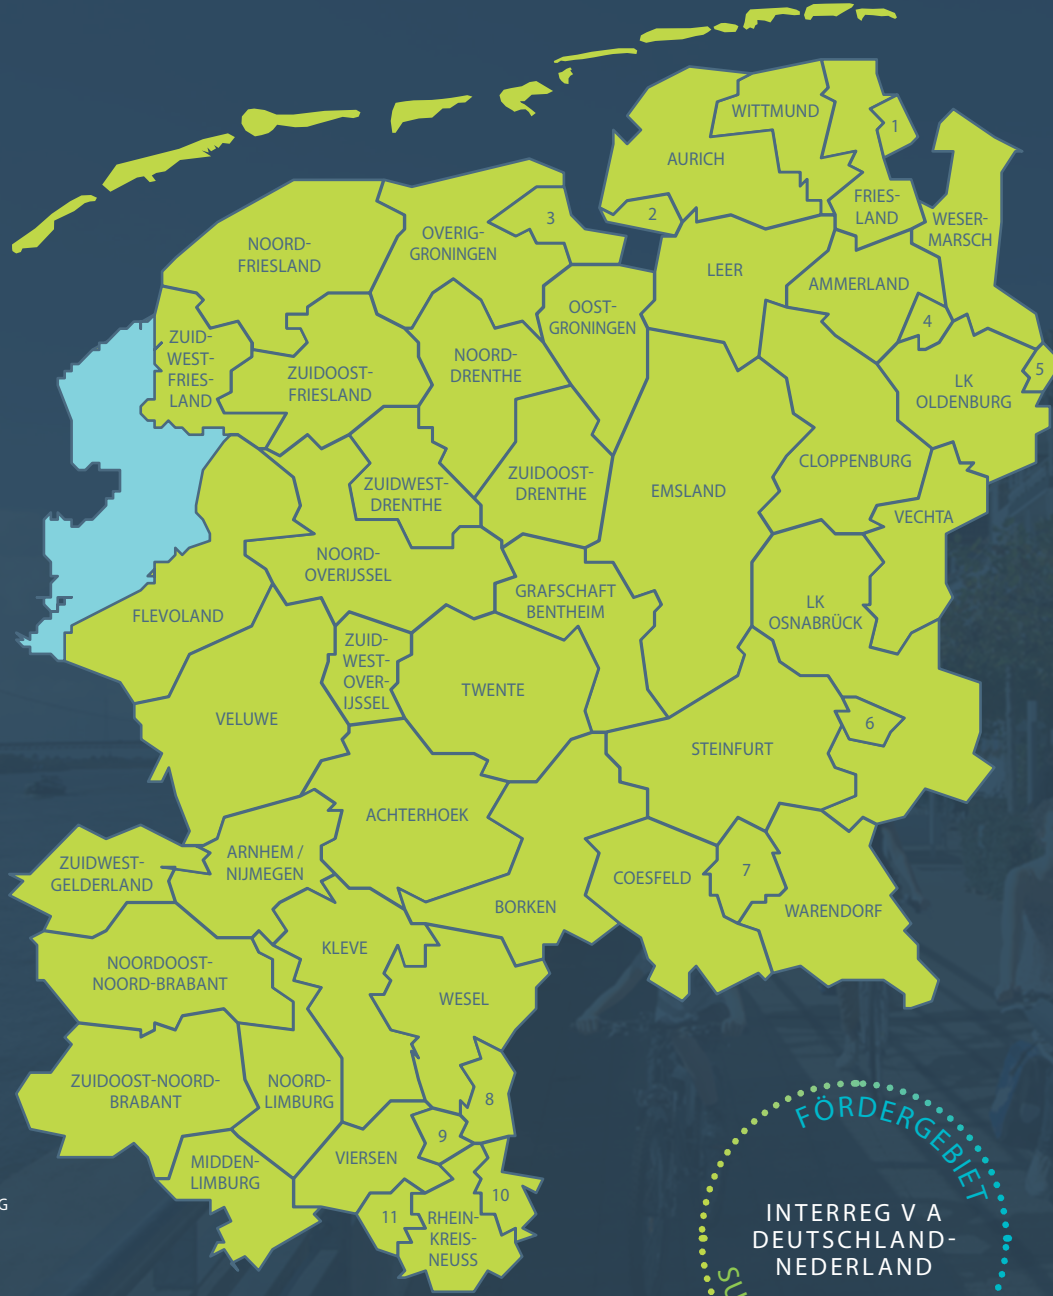 WITTMUND
1
AURICH
FRIES-
LAND
2
3
WESER-
MARSCH
OVERIG-
GRONINGEN
NOORD-
FRIESLAND
LEER
AMMERLAND
OOST-
GRONINGEN
4
ZUID-
WEST-
FRIES-
LAND
NOORD-
DRENTHE
5
ZUIDOOST-
FRIESLAND
LK
OLDENBURG
CLOPPENBURG
ZUIDWEST-
DRENTHE
ZUIDOOST-
DRENTHE
EMSLAND
VECHTA
NOORD-
OVERIJSSEL
GRAFSCHAFT
BENTHEIM
FLEVOLAND
LK
OSNABRÜCK
ZUID-
WEST-
OVER-
IJSSEL
TWENTE
VELUWE
6
STEINFURT
ACHTERHOEK
ZUIDWEST-
GELDERLAND
ARNHEM /
NIJMEGEN
COESFELD
7
BORKEN
WARENDORF
KLEVE
NOORDOOST-
NOORD-BRABANT
WESEL
ZUIDOOST-NOORD-
BRABANT
NOORD-
LIMBURG
8
9
VIERSEN
MIDDEN-
LIMBURG
10
11
RHEIN-
KREIS-
NEUSS
G
FÖRDERGEBIET
INTERREG V A
DEUTSCHLAND-
NEDERLAND
SU